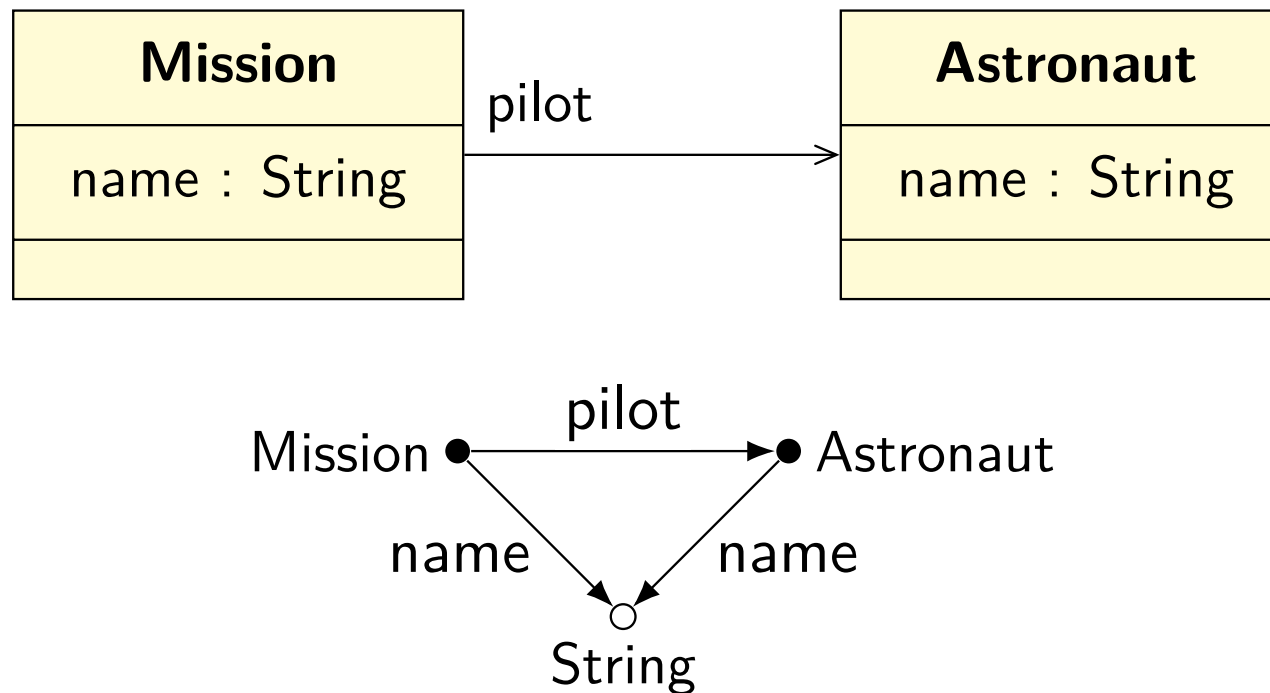 Mission
Astronaut
pilot
name : String
name : String
pilot
Mission
Astronaut
name
name
String